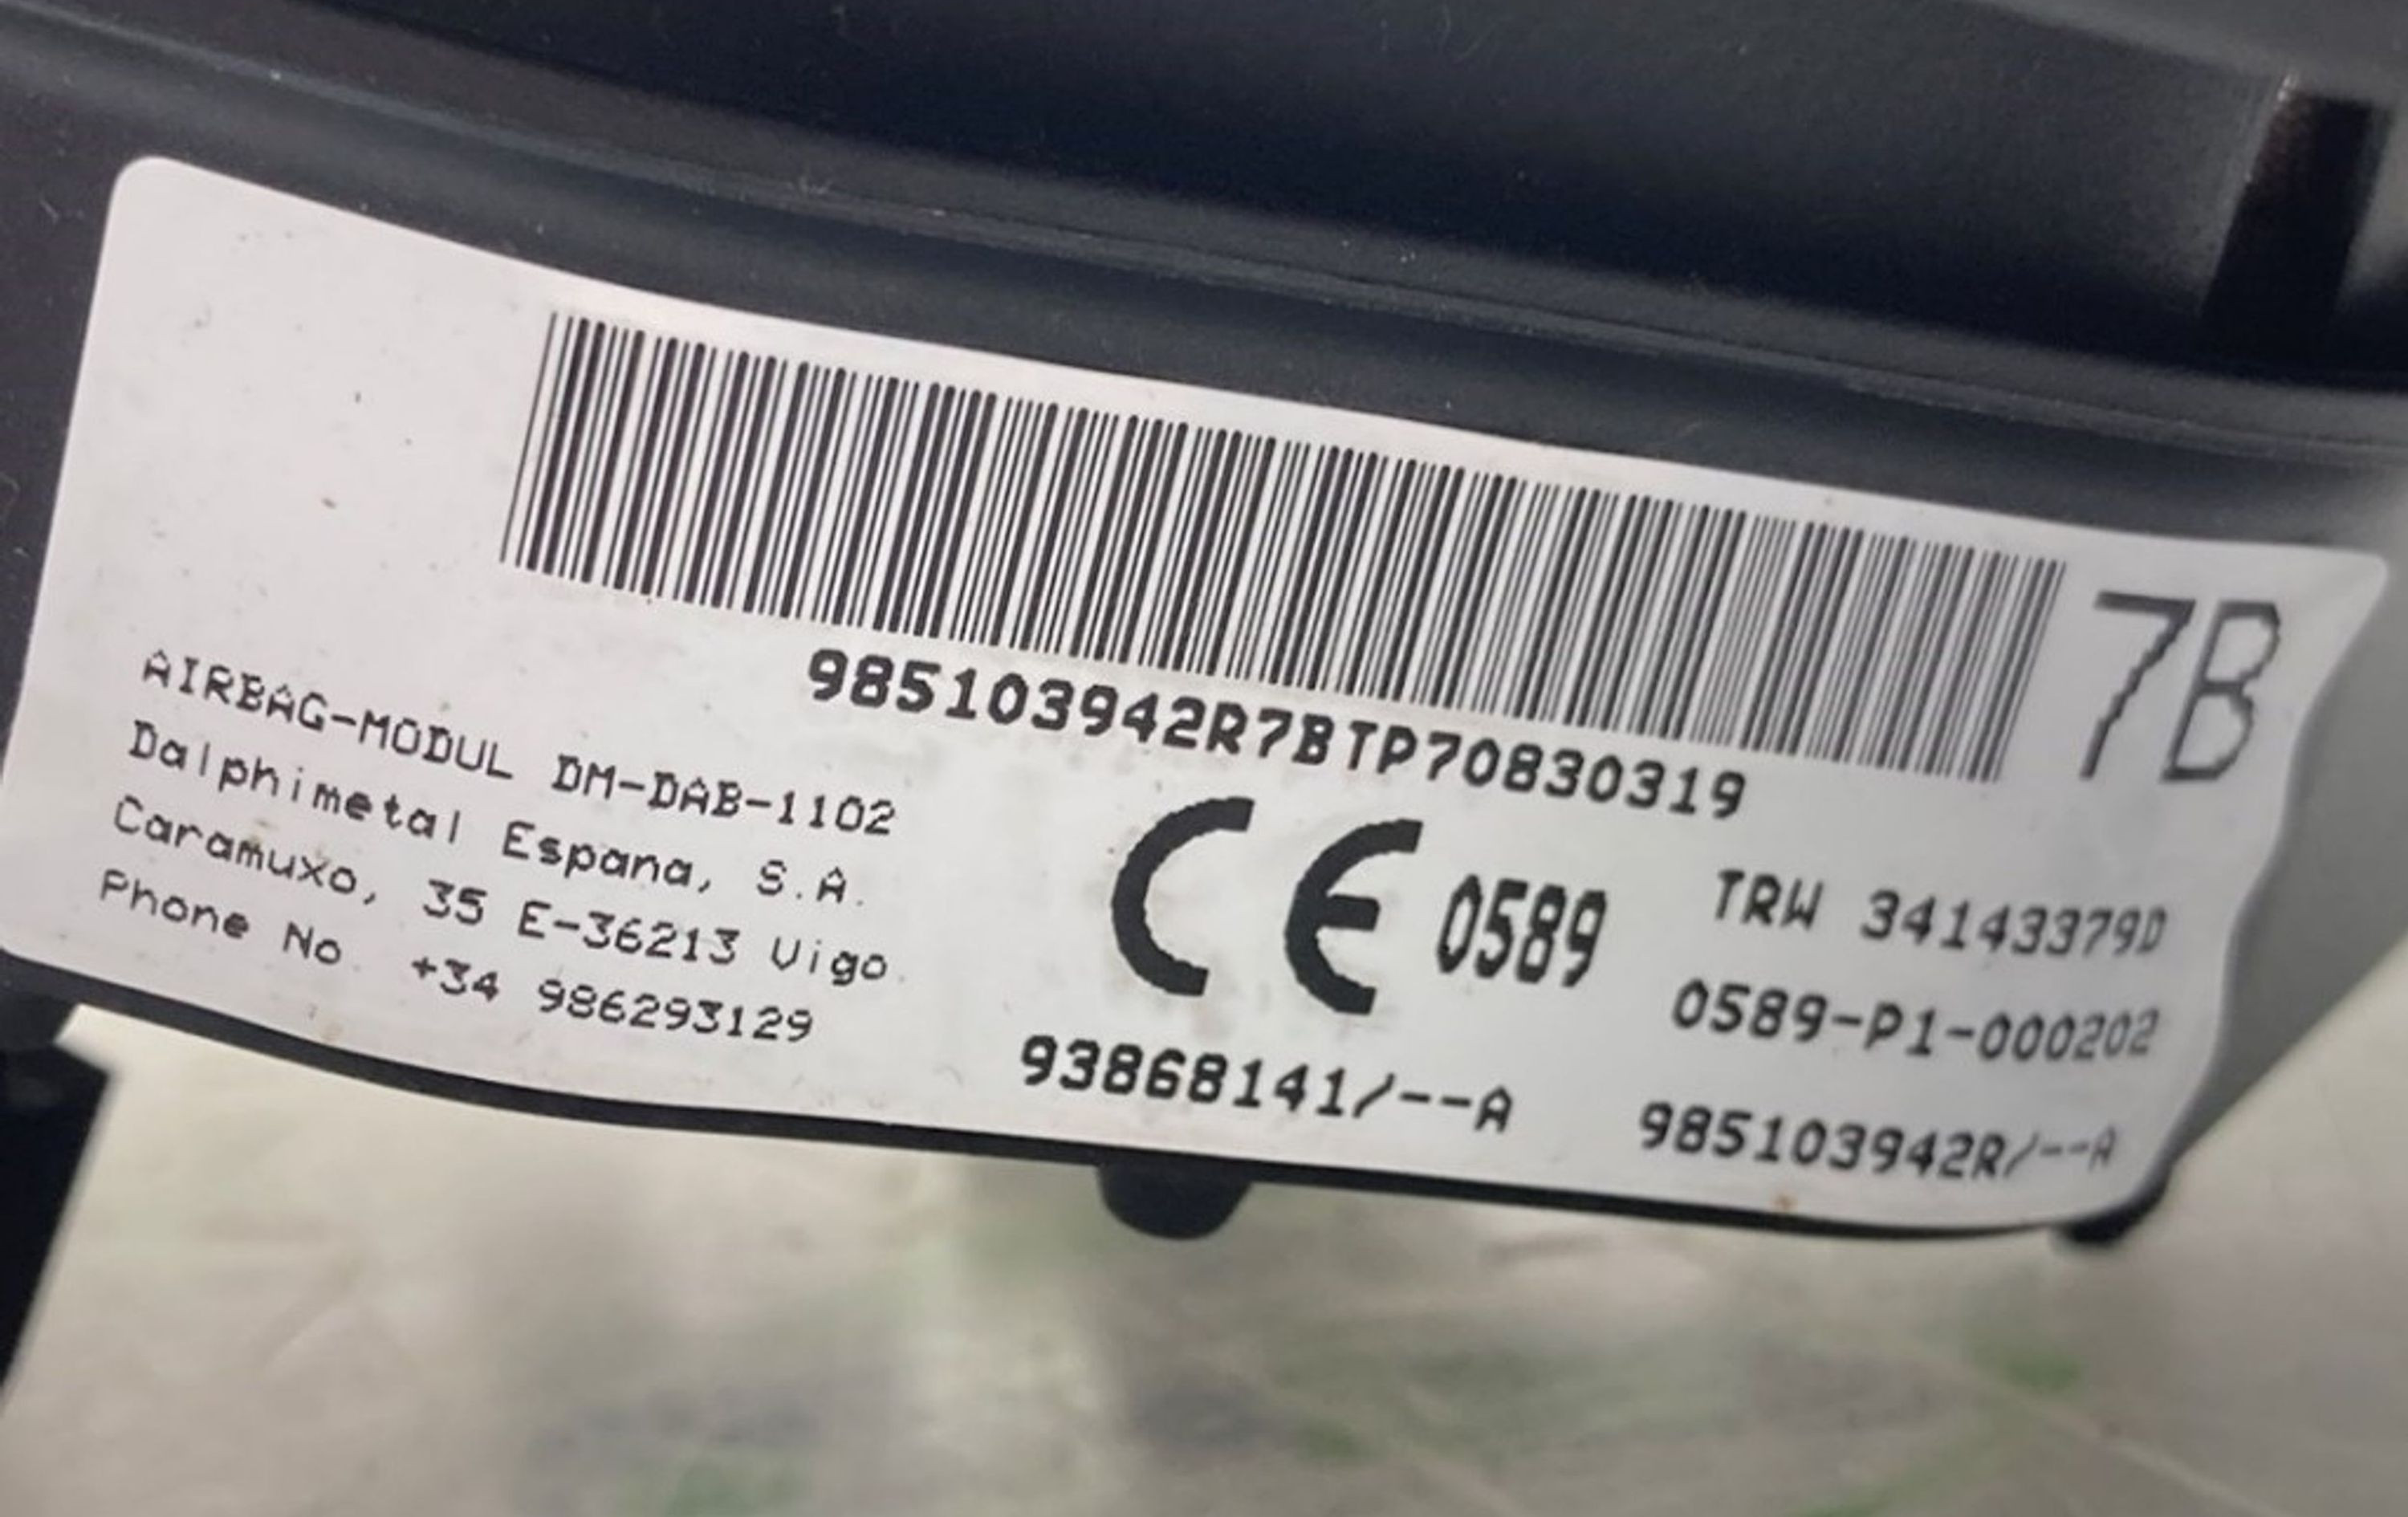 7B
985103942R7BTP70830319
AIRBAG-MODUL DM-DAB-1102
Dalphimetal Espana, S.A.
Caramuxo, 35 E-36213 Vigo.
Phone No. +34 986293129
CE 0589
TRW 34143379D
0589-P1-000202
93868141/--A
985103942R/--A